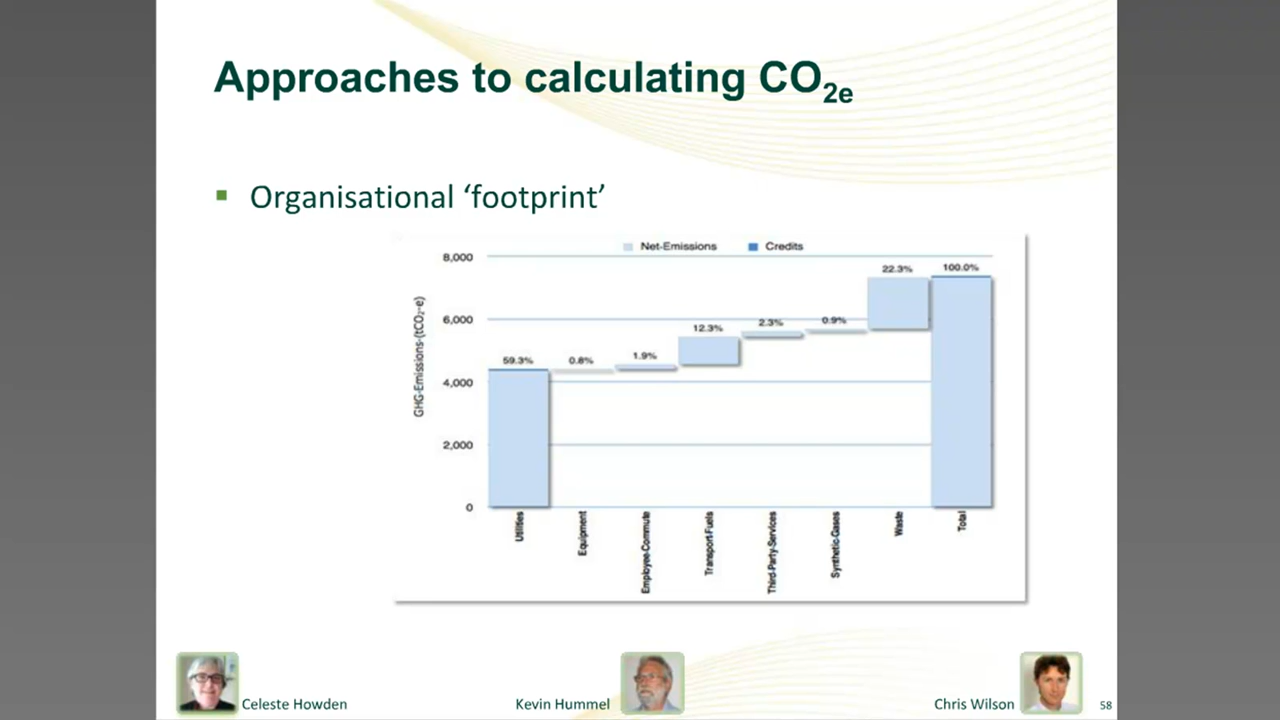 Approaches to calculating CO2e
▪ Organisational ‘footprint’
Net-Emissions Credits
GHG-Emissions-(tCO2-e)
8,000
6,000
4,000
2,000
0
59.3%
0.8%
1.9%
12.3%
2.3%
0.9%
22.3%
100.0%
Utilities
Equipment
Employee-Commute
Transport-Fuels
Third-Party-Services
Synthetic-Gases
Waste
Total
Celeste Howden
Kevin Hummel
Chris Wilson
58